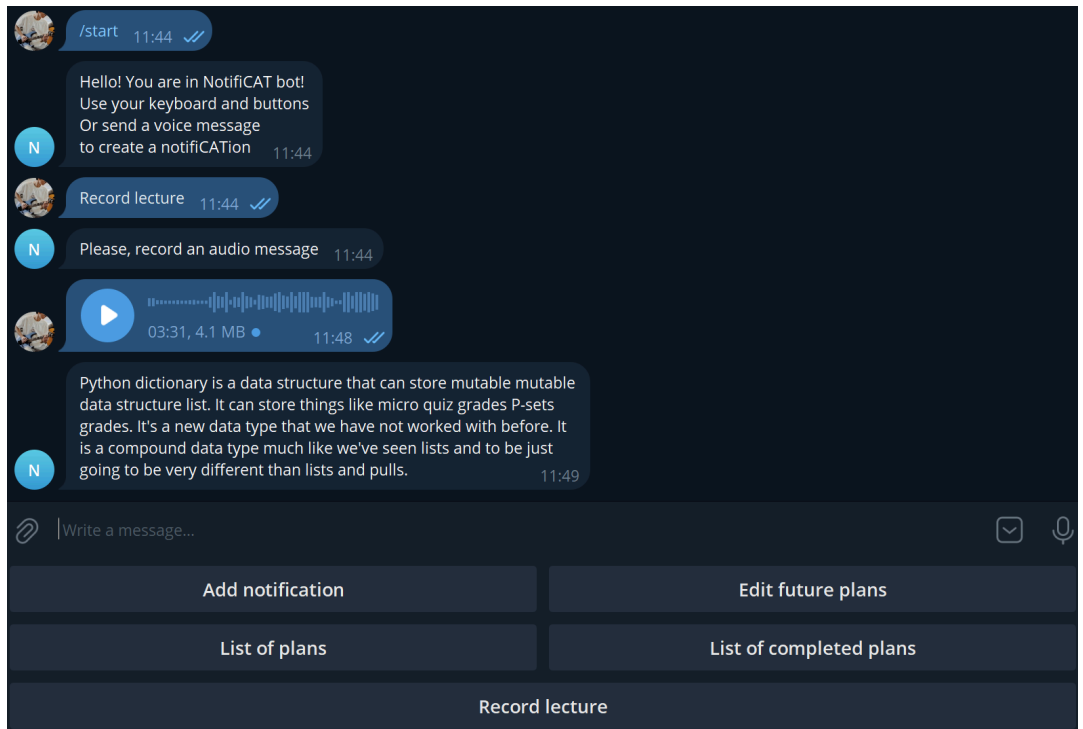 /start 11:44
Hello! You are in NotifiCAT bot!
Use your keyboard and buttons
Or send a voice message
to create a notifiCATion 11:44
N
Record lecture 11:44
N
Please, record an audio message 11:44
03:31, 4.1 MB 11:48
Python dictionary is a data structure that can store mutable mutable
data structure list. It can store things like micro quiz grades P-sets
grades. It's a new data type that we have not worked with before. It
is a compound data type much like we've seen lists and to be just
going to be very different than lists and pulls. 11:49
N
Write a message...
Add notification
Edit future plans
List of plans
List of completed plans
Record lecture